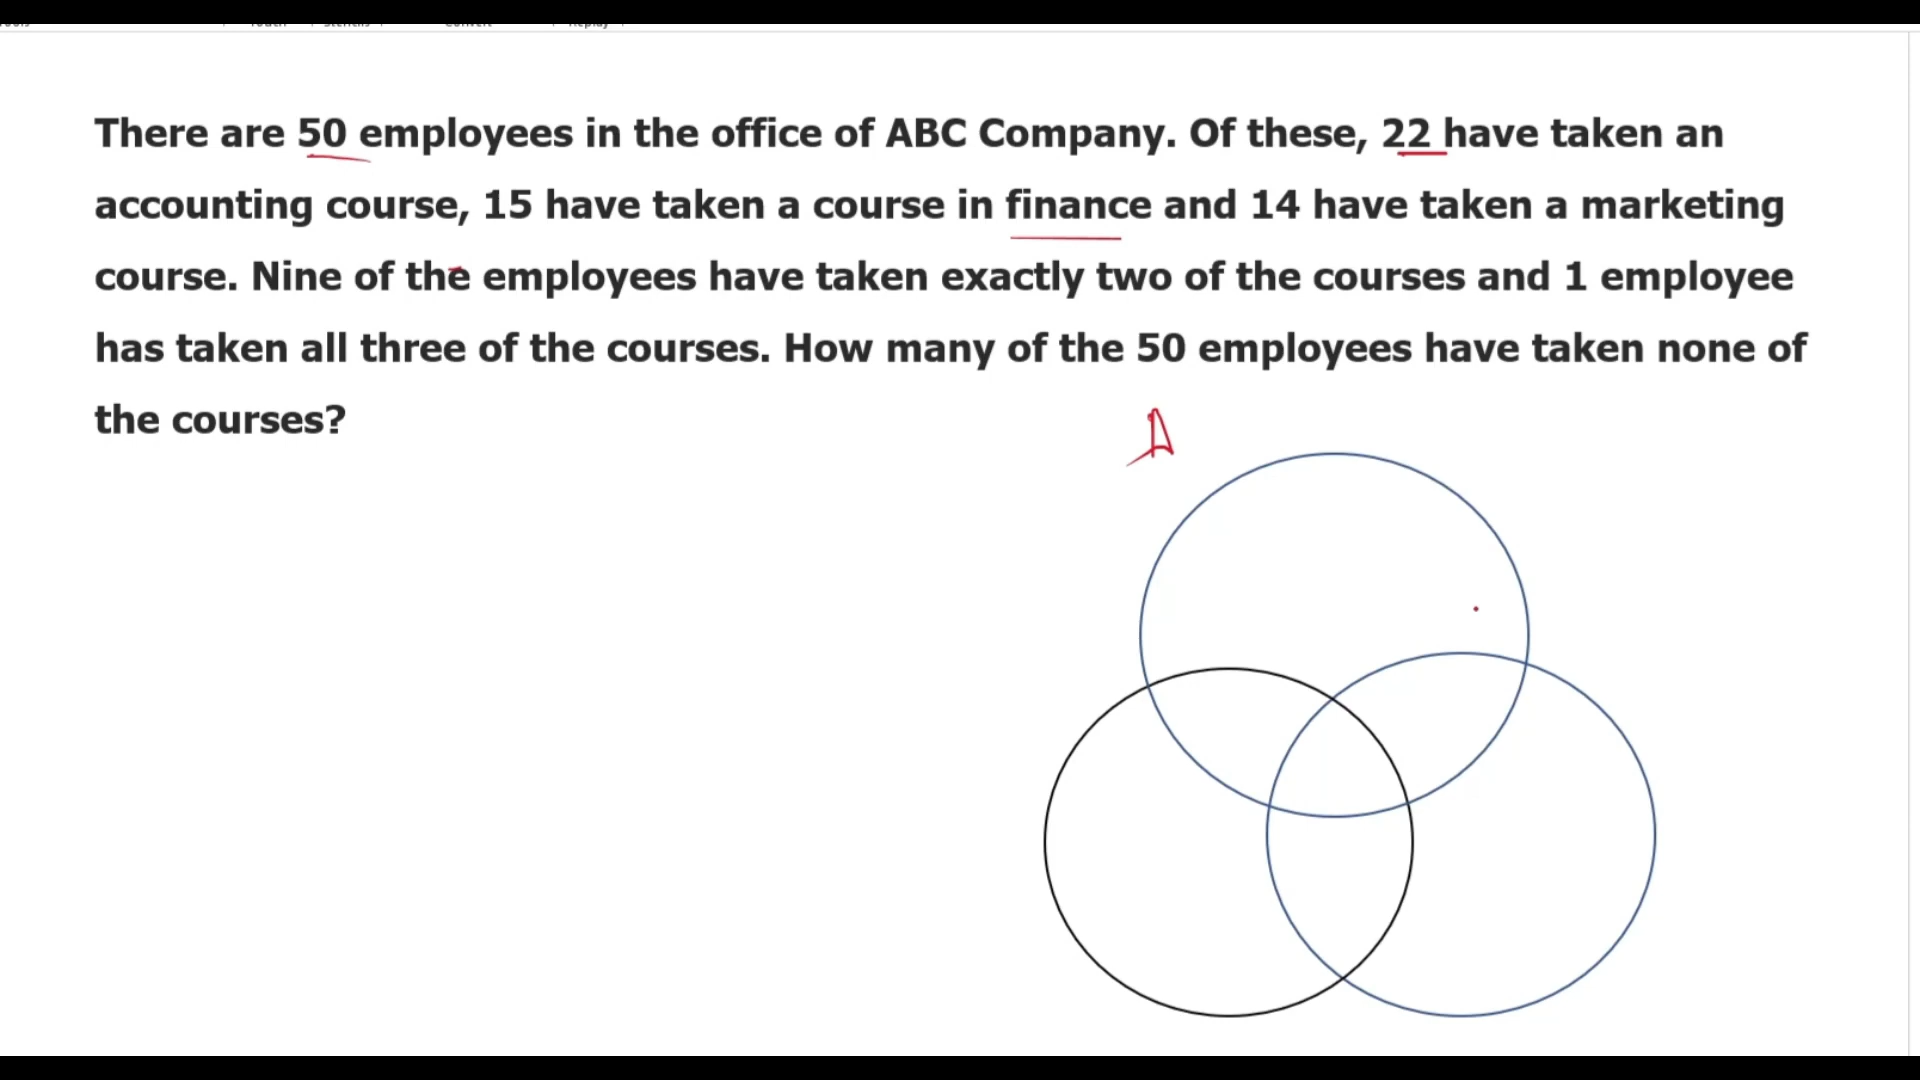 There are 50 employees in the office of ABC Company. Of these, 22 have taken an
accounting course, 15 have taken a course in finance and 14 have taken a marketing
course. Nine of the employees have taken exactly two of the courses and 1 employee
has taken all three of the courses. How many of the 50 employees have taken none of
the courses?
A